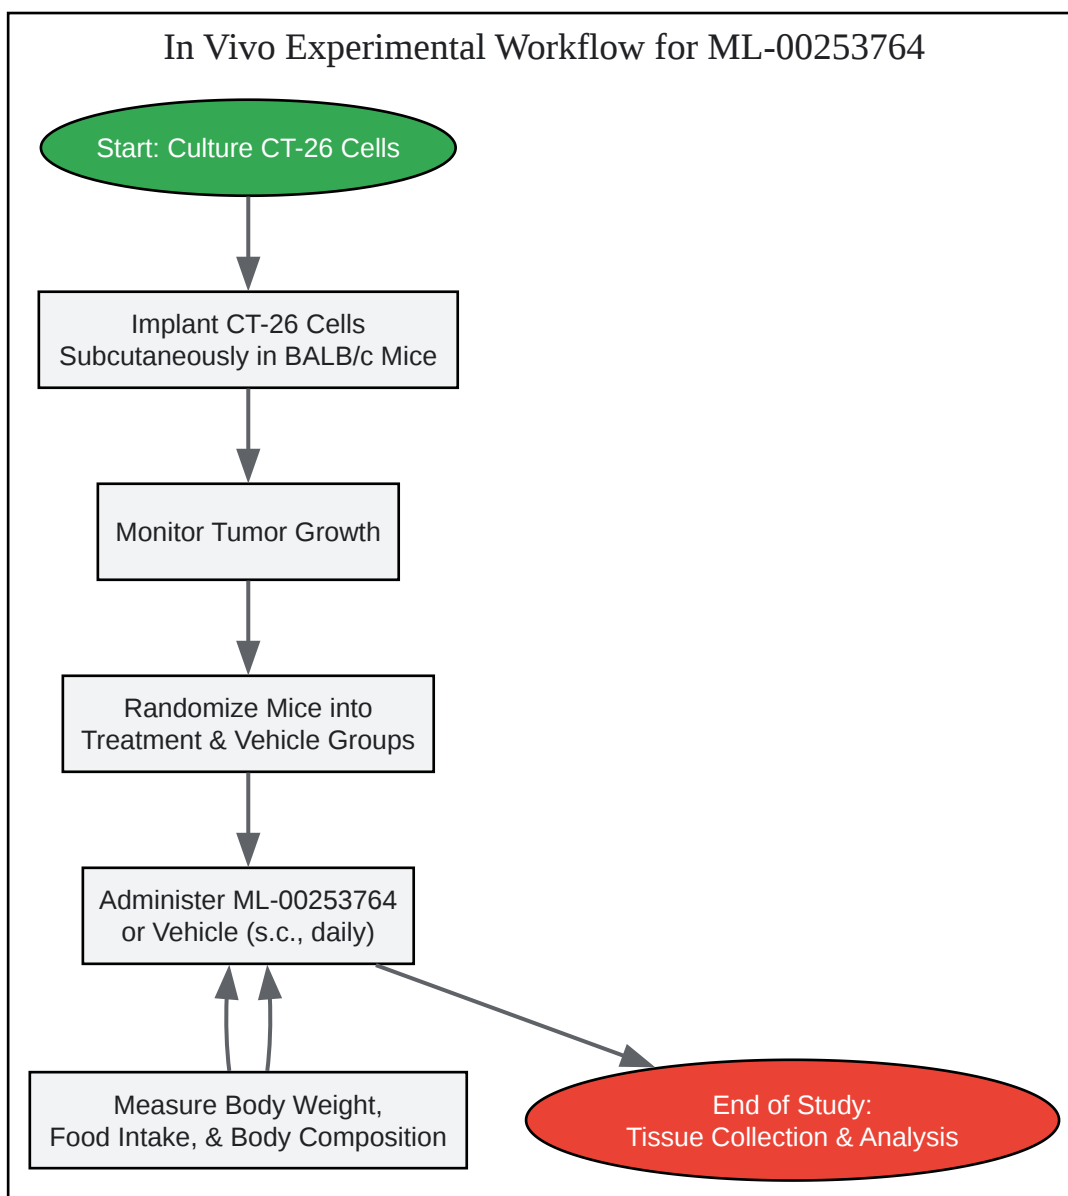 In Vivo Experimental Workflow for ML-00253764
Start: Culture CT-26 Cells
Implant CT-26 Cells
Subcutaneously in BALB/c Mice
Monitor Tumor Growth
Randomize Mice into
Treatment & Vehicle Groups
Administer ML-00253764
or Vehicle (s.c., daily)
Measure Body Weight,
Food Intake, & Body Composition
End of Study:
Tissue Collection & Analysis